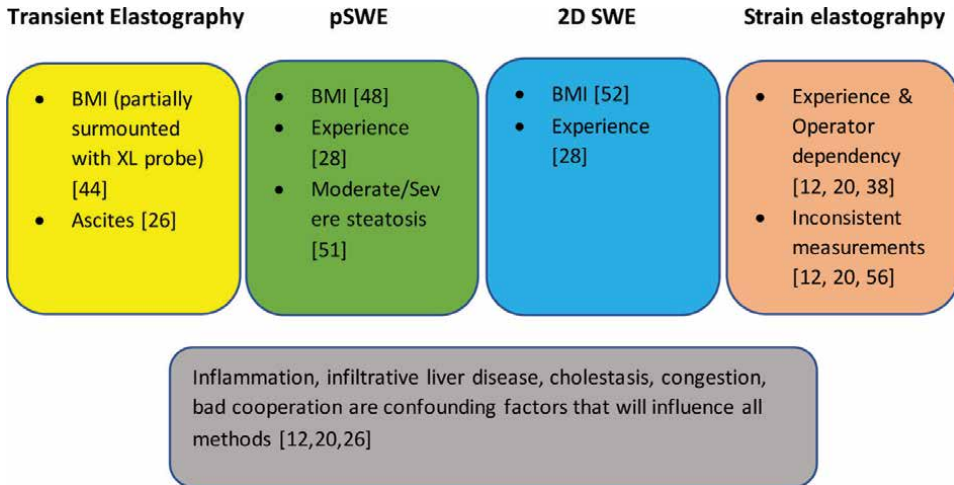 Transient Elastography
pSWE
2D SWE
Strain elastograhpy
• BMI (partially
surmounted
with XL probe)
[44]
• Ascites [26]
• BMI [48]
• Experience
[28]
• Moderate/Sev
ere steatosis
[51]
• BMI [52]
• Experience
[28]
• Experience &
Operator
dependency
[12, 20, 38]
• Inconsistent
measurements
[12, 20, 56]
Inflammation, infiltrative liver disease, cholestasis, congestion,
bad cooperation are confounding factors that will influence all
methods [12,20,26]